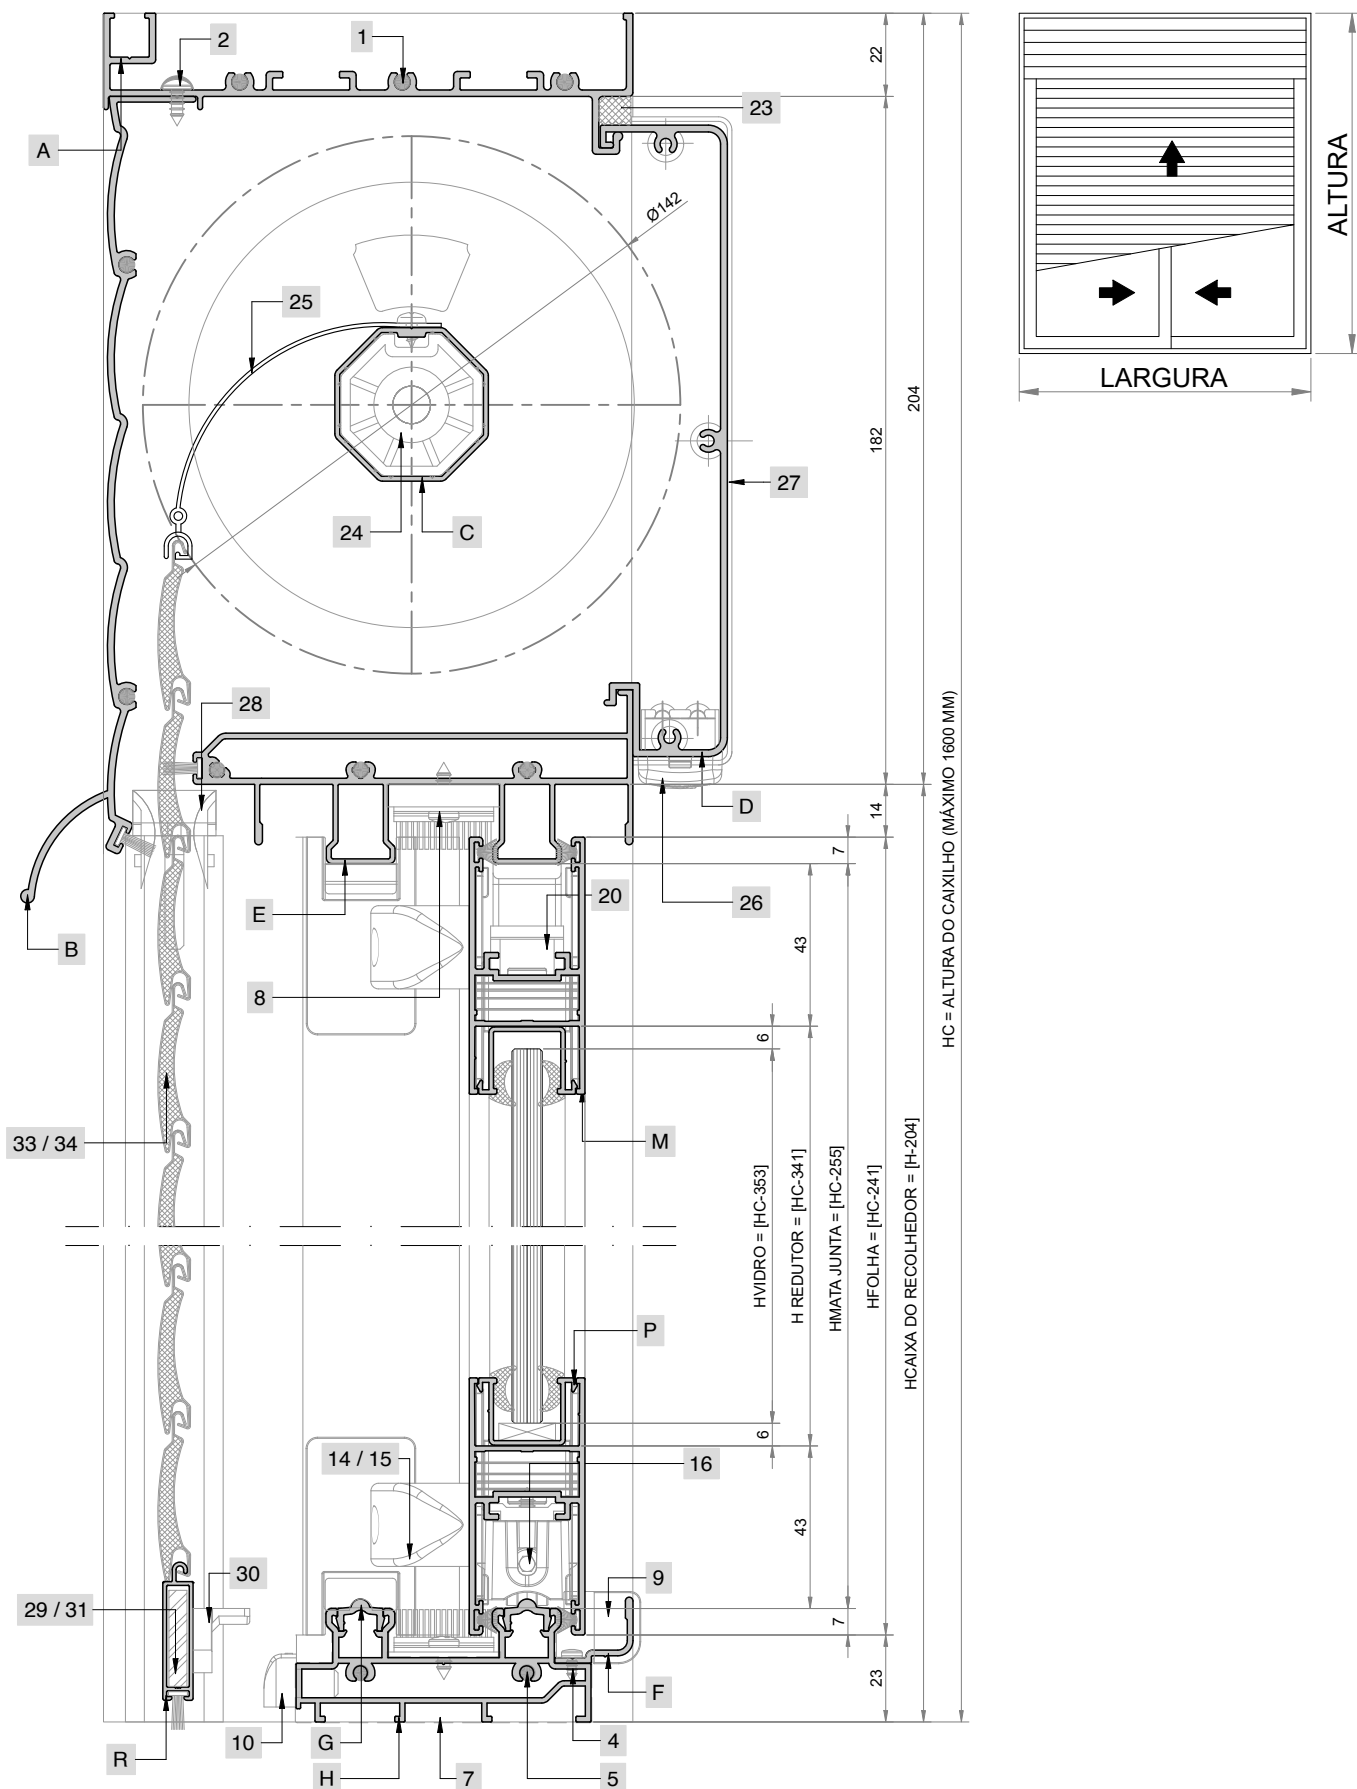 2
1
A
23
22
Ø142
25
204
182
27
24
C
28
D
14
7
E
20
26
B
8
43
6
33 / 34
M
HC = ALTURA DO CAIXILHO (MÁXIMO 1600 MM)
HVIDRO = [HC-353]
H REDUTOR = [HC-341]
HMATA JUNTA = [HC-255]
HFOLHA = [HC-241]
HCAIXA DO RECOLHEDOR = [H-204]
P
6
14 / 15
16
43
30
9
29 / 31
7
23
F
R
10
G
H
7
4
5
ALTURA
LARGURA